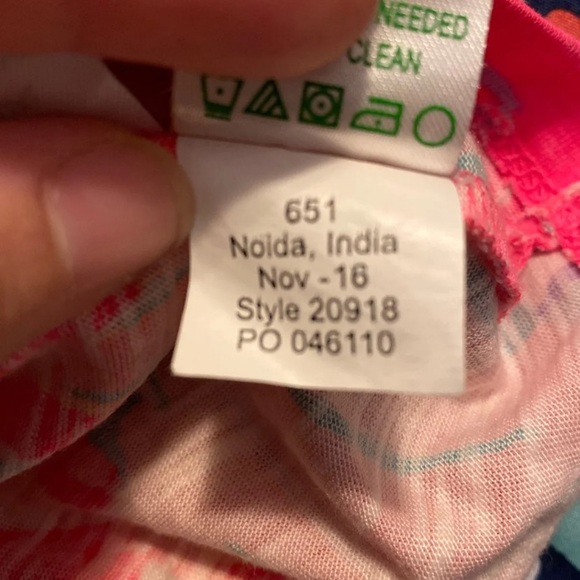 NEEDED
CLEAN
651
Noida, India
Nov - 16
Style 20918
PO 046110